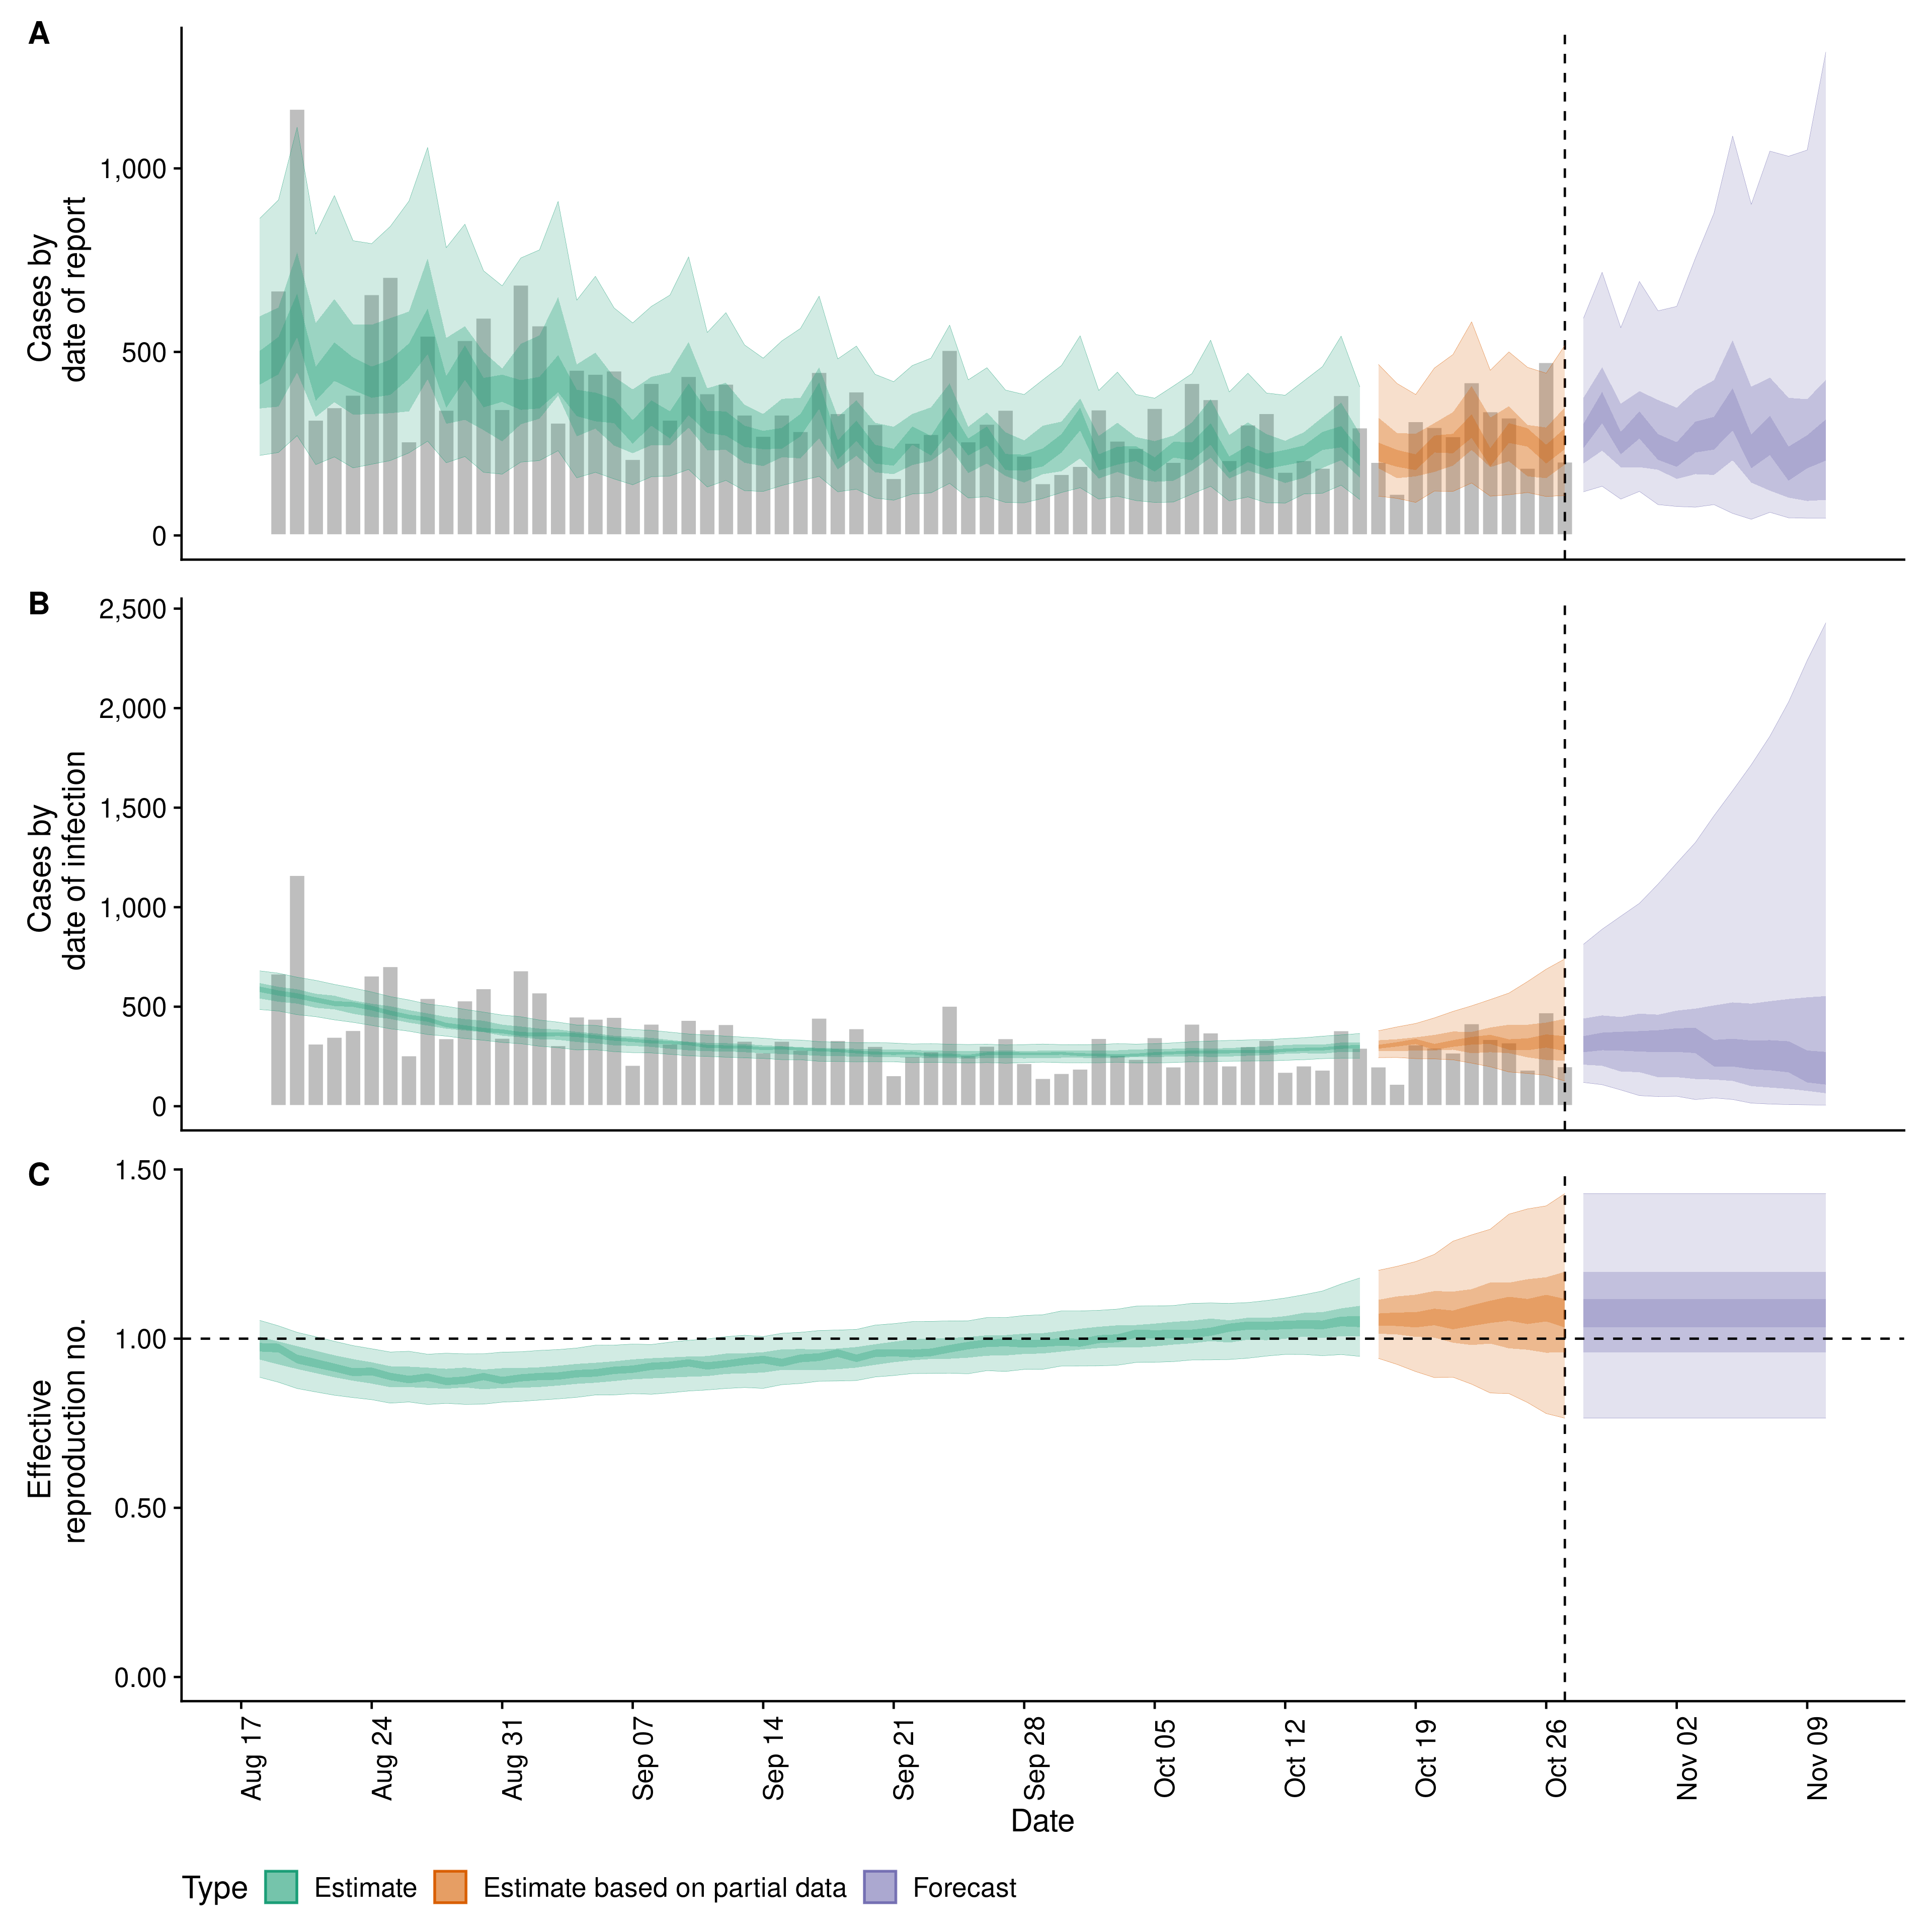 A
Cases by
date of report
1,000
500
0
B
Cases by
date of infection
2,500
2,000
1,500
1,000
500
0
C
Effective
reproduction no.
1.50
1.00
0.50
0.00
Aug 17
Aug 24
Aug 31
Sep 07
Sep 14
Sep 21
Sep 28
Oct 05
Oct 12
Oct 19
Oct 26
Nov 02
Nov 09
Date
Type Estimate Estimate based on partial data Forecast